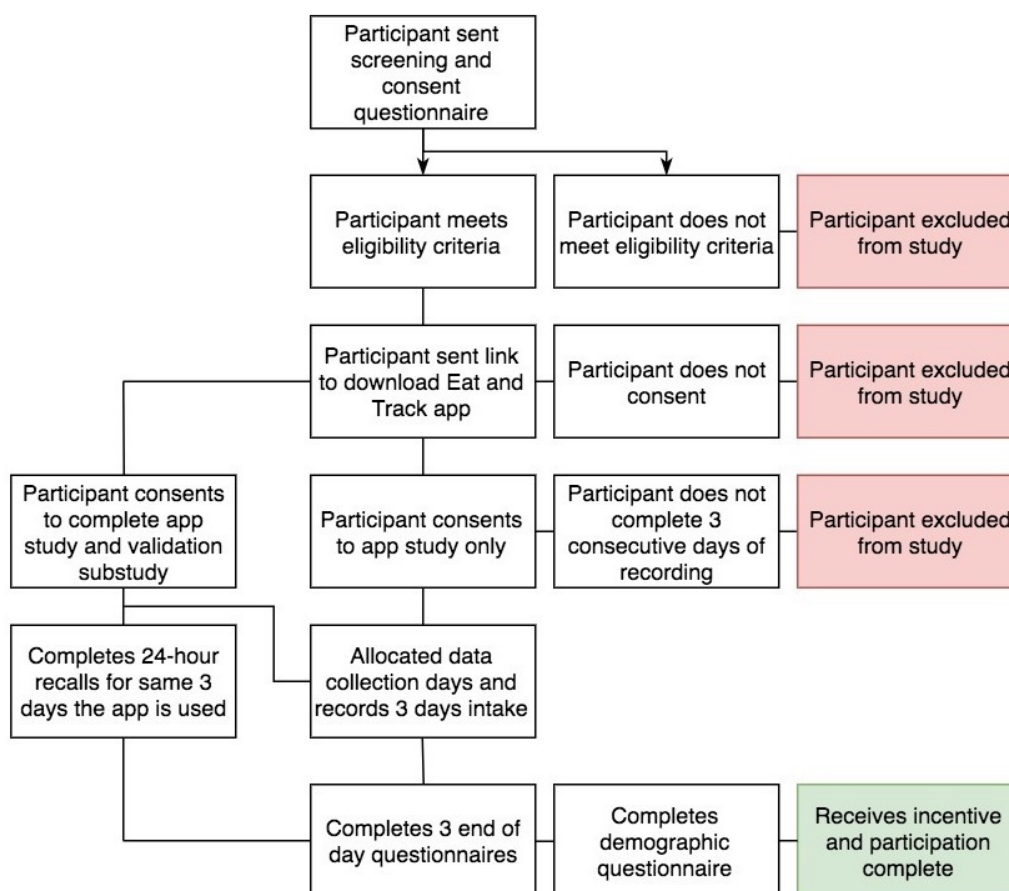 Participant sent
screening and
consent
questionnaire
Participant meets
eligibility criteria
Participant does not
meet eligibility criteria
Participant excluded
from study
Participant sent link
to download Eat and
Track app
Participant does not
consent
Participant excluded
from study
Participant consents
to complete app
study and validation
substudy
Participant consents
to app study only
Participant does not
complete 3
consecutive days of
recording
Participant excluded
from study
Completes 24-hour
recalls for same 3
days the app is used
Allocated data
collection days and
records 3 days intake
Completes 3 end of
day questionnaires
Completes
demographic
questionnaire
Receives incentive
and participation
complete